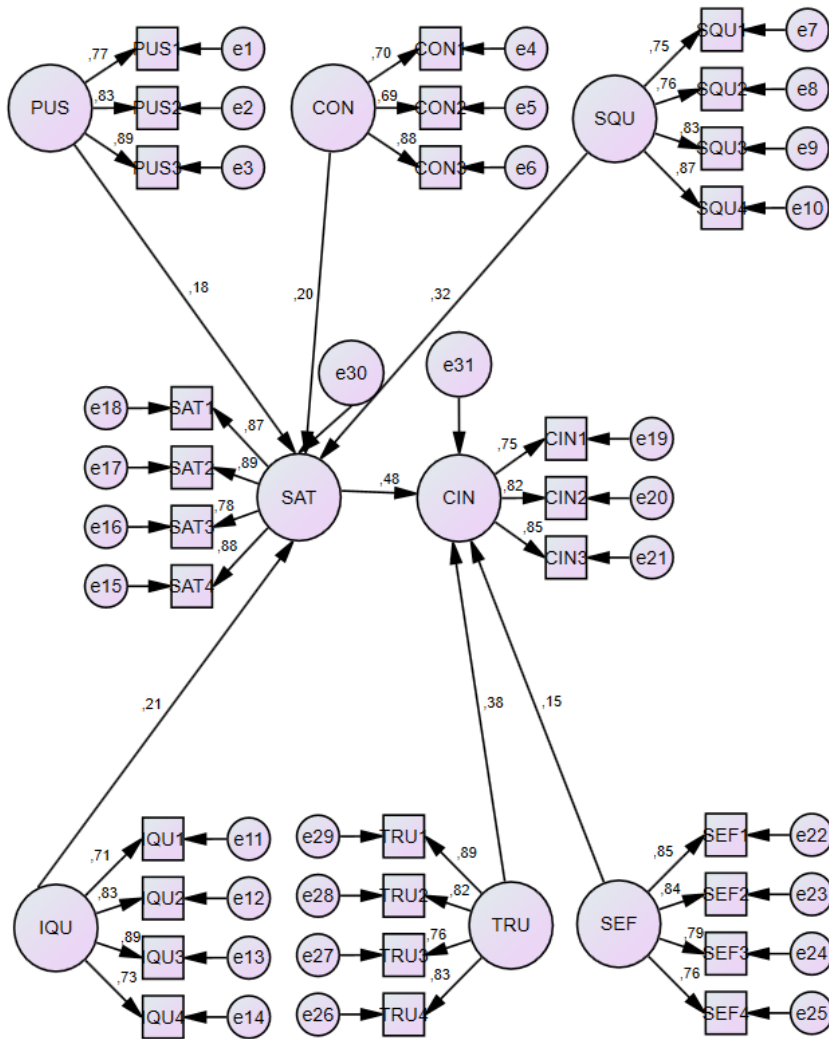 ,77 PUS1 e1
PUS ,83 PUS2 e2
,89 PUS3 e3
,70 CON1 e4
CON ,69 CON2 e5
,88 CON3 e6
,75 SQU1 e7
,76 SQU2 e8
SQU ,83 SQU3 e9
,87 SQU4 e10
,18
,20
,32
e30
e31
e18 SAT1 ,87
e17 SAT2 ,89
e16 SAT3 ,78
e15 SAT4 ,88
SAT
,48
CIN
,75 CIN1 e19
,82 CIN2 e20
,85 CIN3 e21
,21
,38
,15
,71 IQU1 e11
,83 IQU2 e12
IQU ,89 IQU3 e13
,73 IQU4 e14
e29 TRU1 ,89
e28 TRU2 ,82
e27 TRU3 ,76 TRU
e26 TRU4 ,83
,85 SEF1 e22
,84 SEF2 e23
SEF ,79 SEF3 e24
,76 SEF4 e25